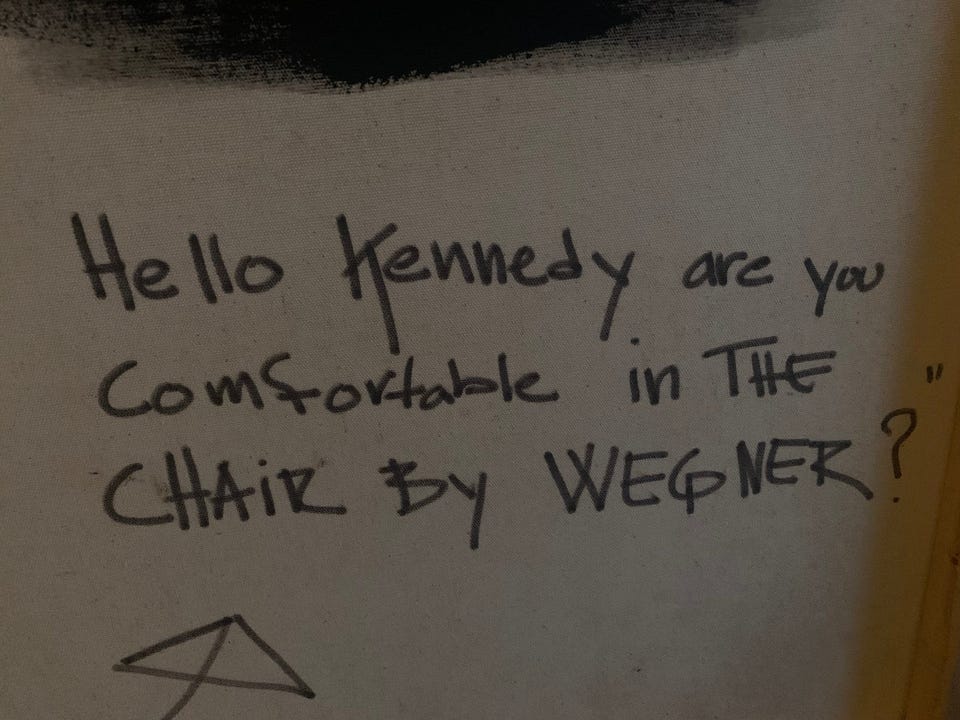 Hello Kennedy are you
Comfortable in THE "
CHAiR By WEGNER?